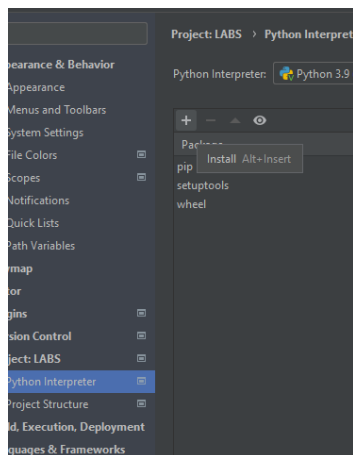 Project: LABS > Python Interpret
Python Interpreter: Python 3.9
Package
Install Alt+Insert
pip
setuptools
wheel
pearance & Behavior
Appearance
Menus and Toolbars
System Settings
File Colors
Scopes
Notifications
Quick Lists
Path Variables
ymap
tor
gins
rsion Control
ject: LABS
Python Interpreter
Project Structure
ld, Execution, Deployment
nguages & Frameworks